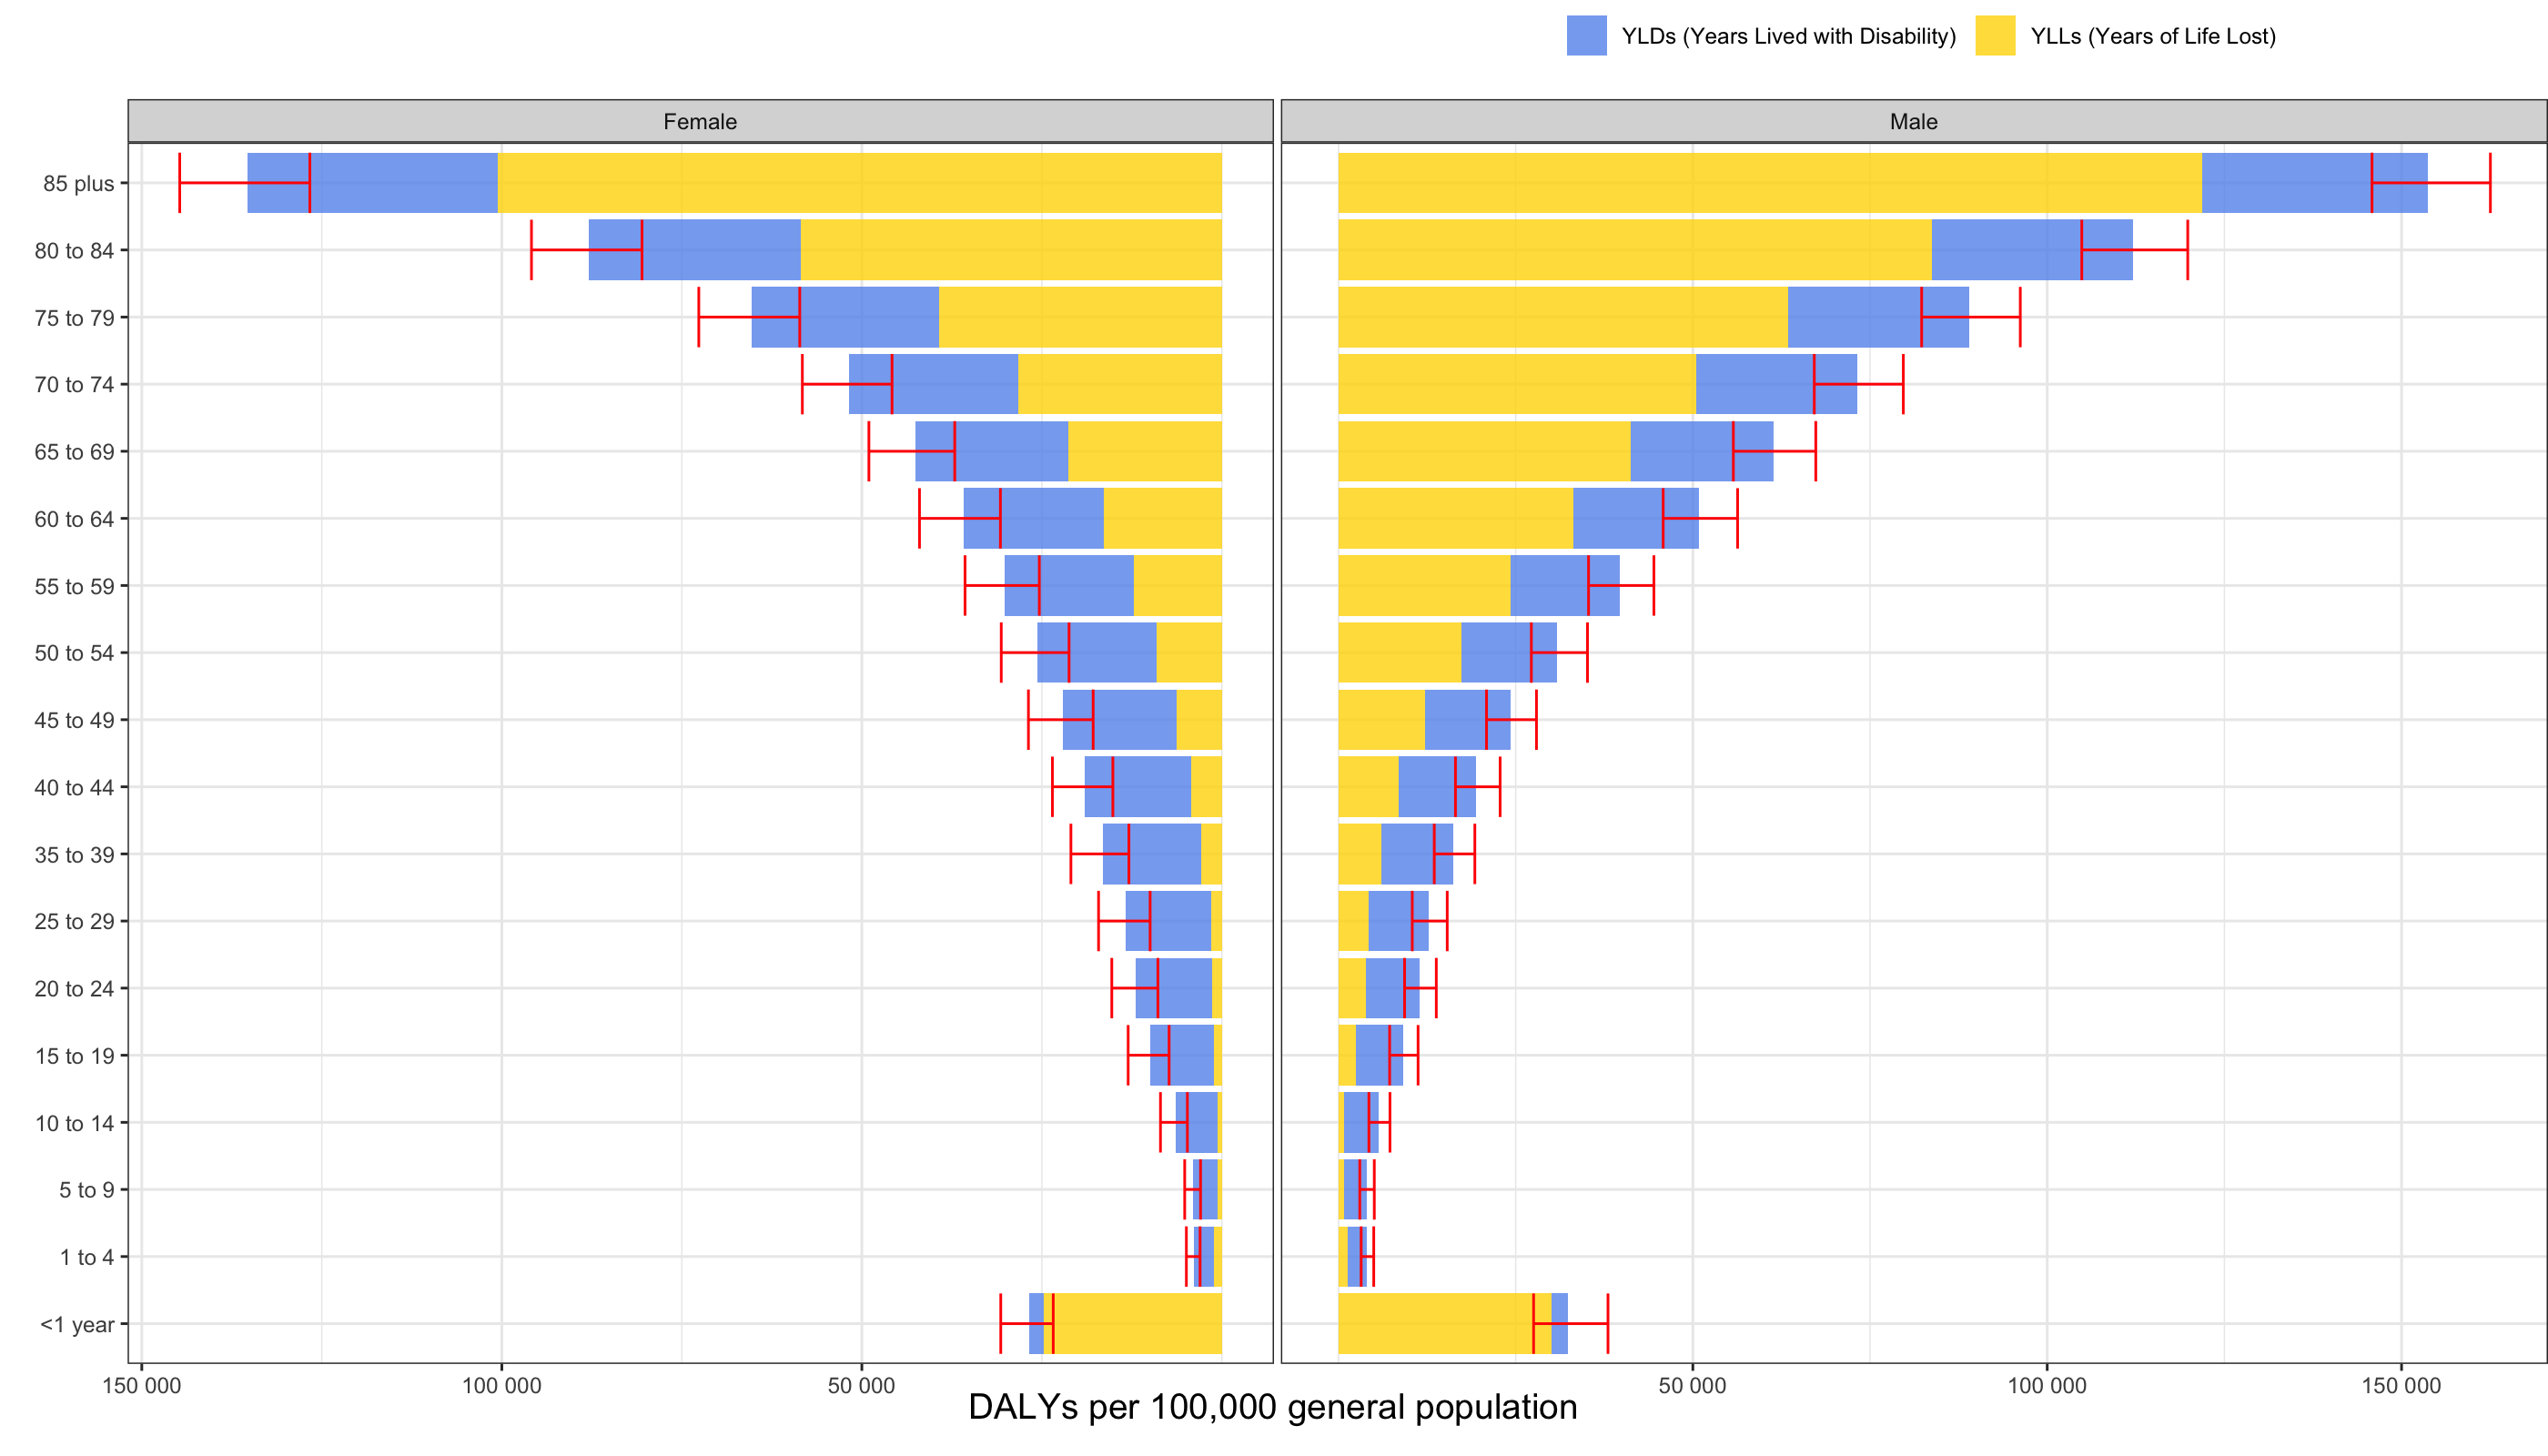 YLDs (Years Lived with Disability) YLLs (Years of Life Lost)
Female Male
85 plus
80 to 84
75 to 79
70 to 74
65 to 69
60 to 64
55 to 59
50 to 54
45 to 49
40 to 44
35 to 39
25 to 29
20 to 24
15 to 19
10 to 14
5 to 9
1 to 4
<1 year
150 000 100 000 50 000 50 000 100 000 150 000
DALYs per 100,000 general population